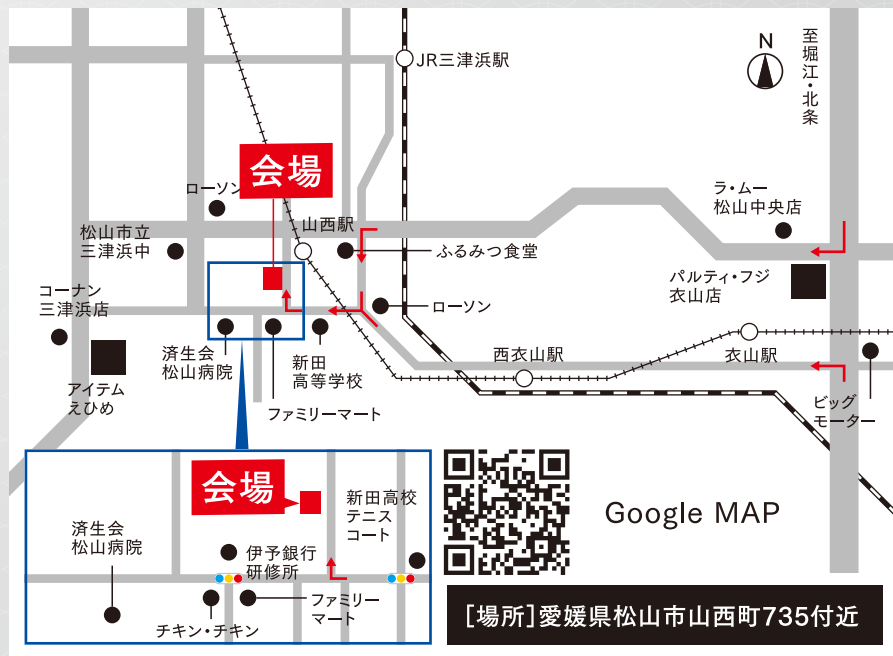 JR三津浜駅
N
至堀江・北条
会場
ローソン
ラ・ムー
松山中央店
松山市立
三津浜中
山西駅
ふるみつ食堂
パルティ・フジ
衣山店
コーナン
三津浜店
ローソン
済生会
松山病院
新田
高等学校
西衣山駅
衣山駅
アイテム
えひめ
ファミリーマート
ビッグ
モーター
会場
新田高校
テニス
コート
済生会
松山病院
伊予銀行
研修所
ファミリー
マート
チキン・チキン
Google MAP
[場所]愛媛県松山市山西町735付近